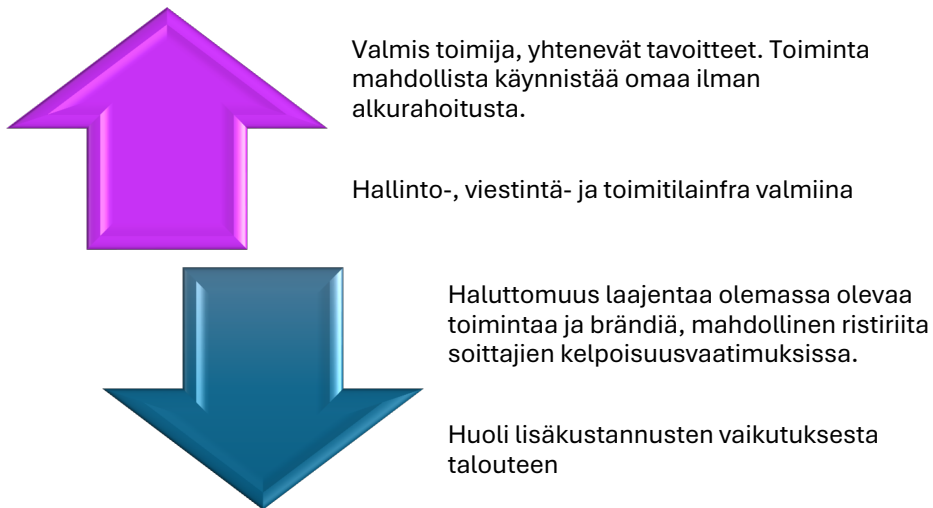 Valmis toimija, yhtenevät tavoitteet. Toiminta
mahdollista käynnistää omaa ilman
alkurahoitusta.
Hallinto-, viestintä- ja toimitilainfra valmiina
Haluttomuus laajentaa olemassa olevaa
toimintaa ja brändiä, mahdollinen ristiriita
soittajien kelpoisuusvaatimuksissa.
Huoli lisäkustannusten vaikutuksesta
talouteen